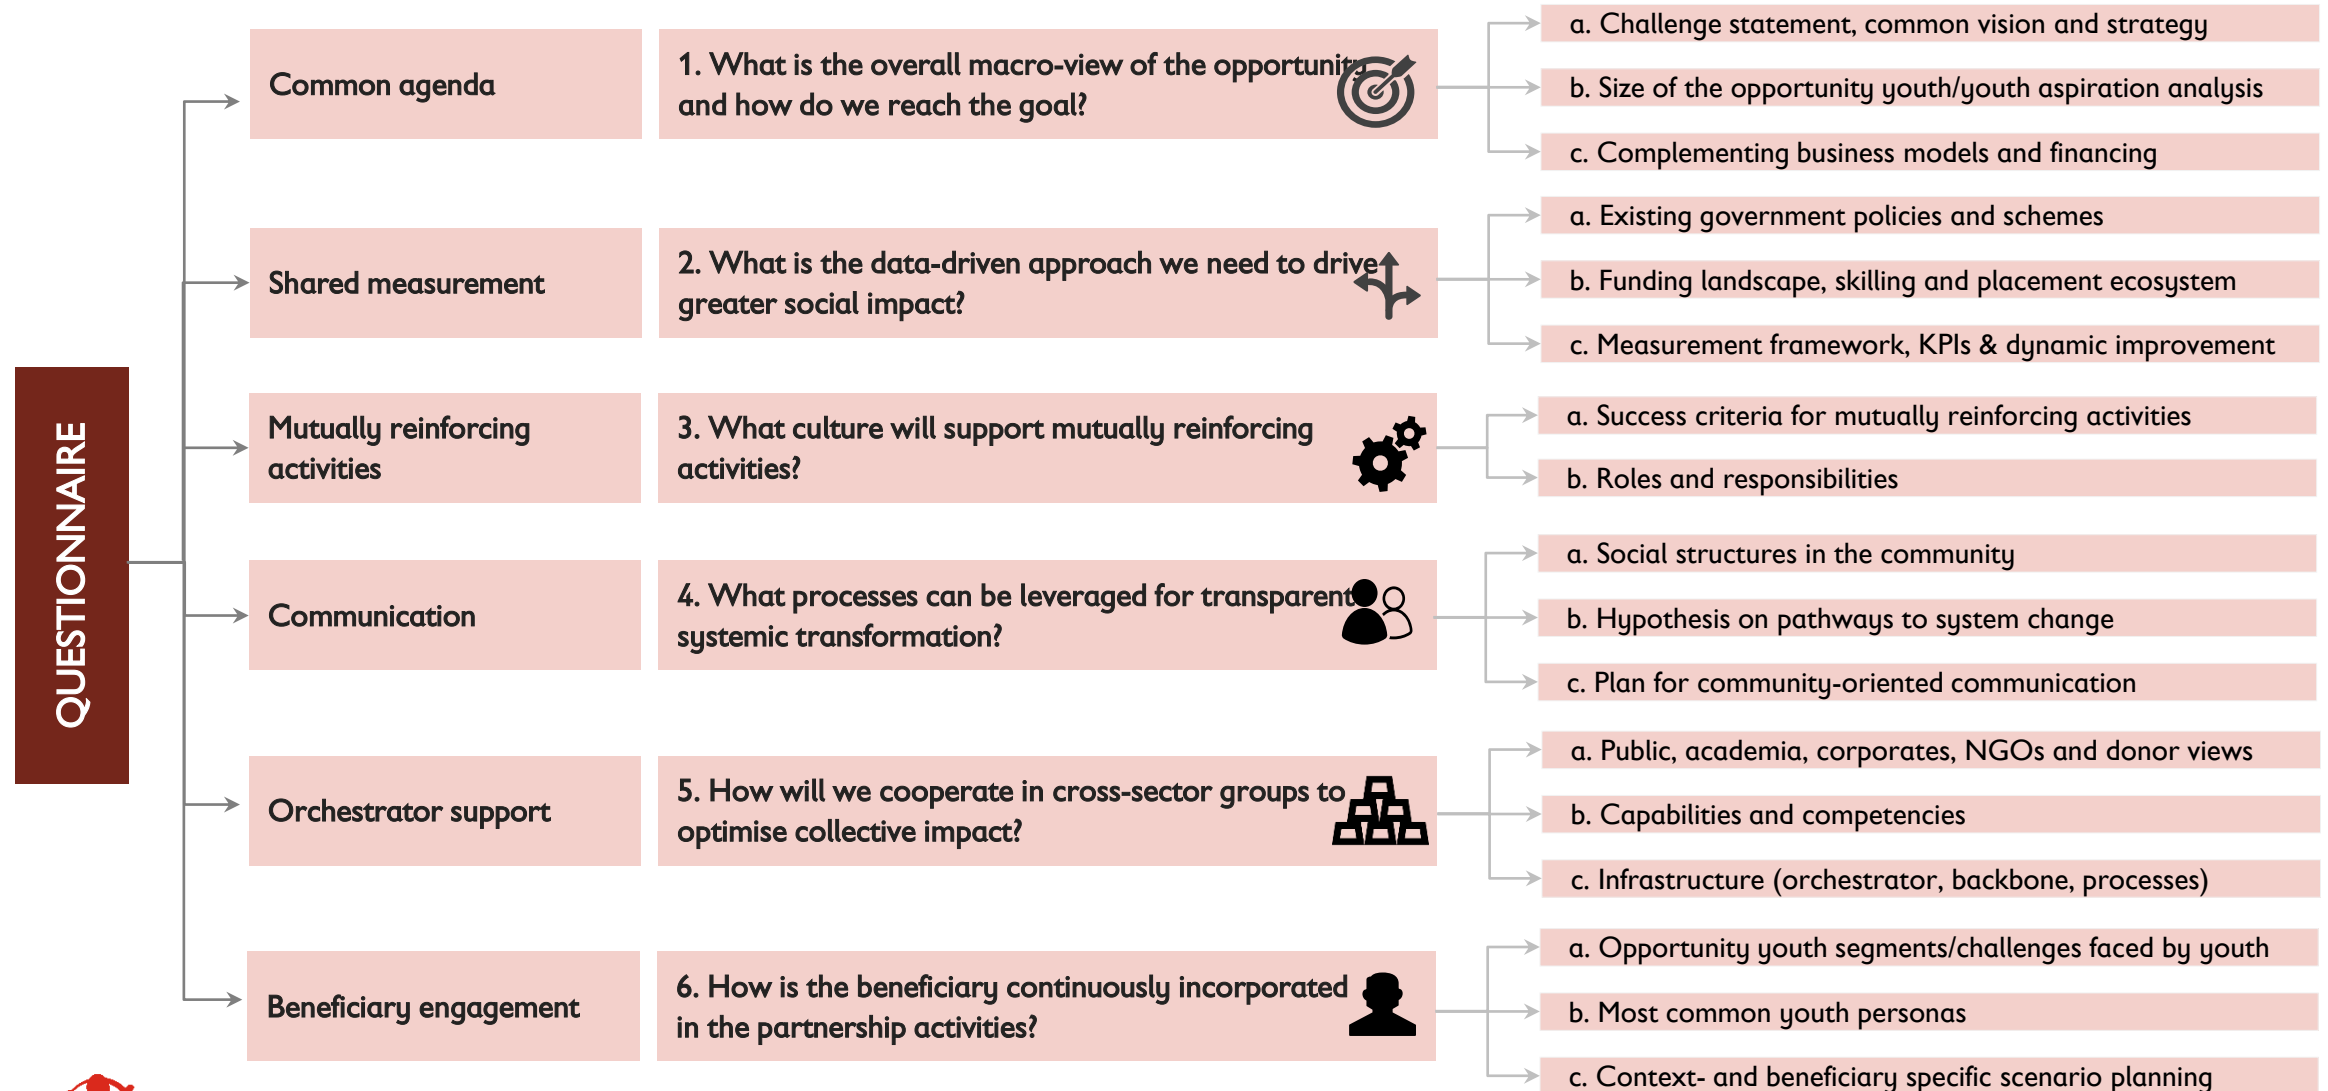 QUESTIONNAIRE
Common agenda
1. What is the overall macro-view of the opportunity
and how do we reach the goal?
a. Challenge statement, common vision and strategy
b. Size of the opportunity youth/youth aspiration analysis
c. Complementing business models and financing
Shared measurement
2. What is the data-driven approach we need to drive
greater social impact?
a. Existing government policies and schemes
b. Funding landscape, skilling and placement ecosystem
c. Measurement framework, KPIs & dynamic improvement
Mutually reinforcing
activities
3. What culture will support mutually reinforcing
activities?
a. Success criteria for mutually reinforcing activities
b. Roles and responsibilities
Communication
4. What processes can be leveraged for transparent
systemic transformation?
a. Social structures in the community
b. Hypothesis on pathways to system change
c. Plan for community-oriented communication
Orchestrator support
5. How will we cooperate in cross-sector groups to
optimise collective impact?
a. Public, academia, corporates, NGOs and donor views
b. Capabilities and competencies
c. Infrastructure (orchestrator, backbone, processes)
Beneficiary engagement
6. How is the beneficiary continuously incorporated
in the partnership activities?
a. Opportunity youth segments/challenges faced by youth
b. Most common youth personas
c. Context- and beneficiary specific scenario planning